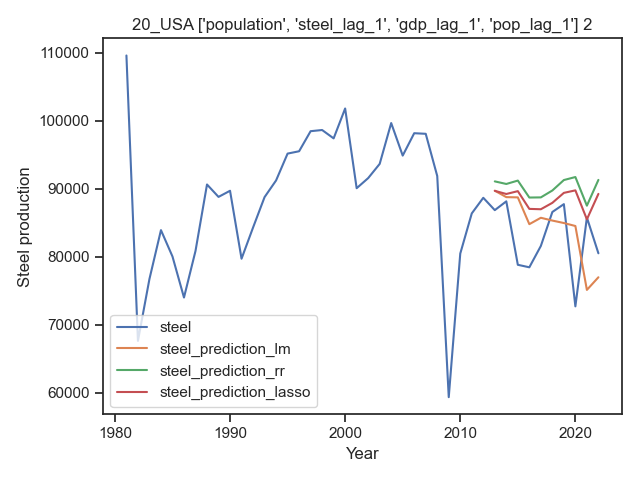 20_USA ['population', 'steel_lag_1', 'gdp_lag_1', 'pop_lag_1'] 2
110000
100000
90000
80000
70000
60000
Steel production
steel
steel_prediction_lm
steel_prediction_rr
steel_prediction_lasso
1980
1990
2000
2010
2020
Year